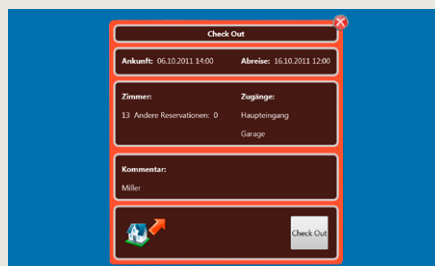 Check Out
Ankunft: 06.10.2011 14:00 Abreise: 16.10.2011 12:00
Zimmer: Zugänge:
13 Andere Reservationen: 0 Haupteingang
Garage
Kommentar:
Miller
Check Out